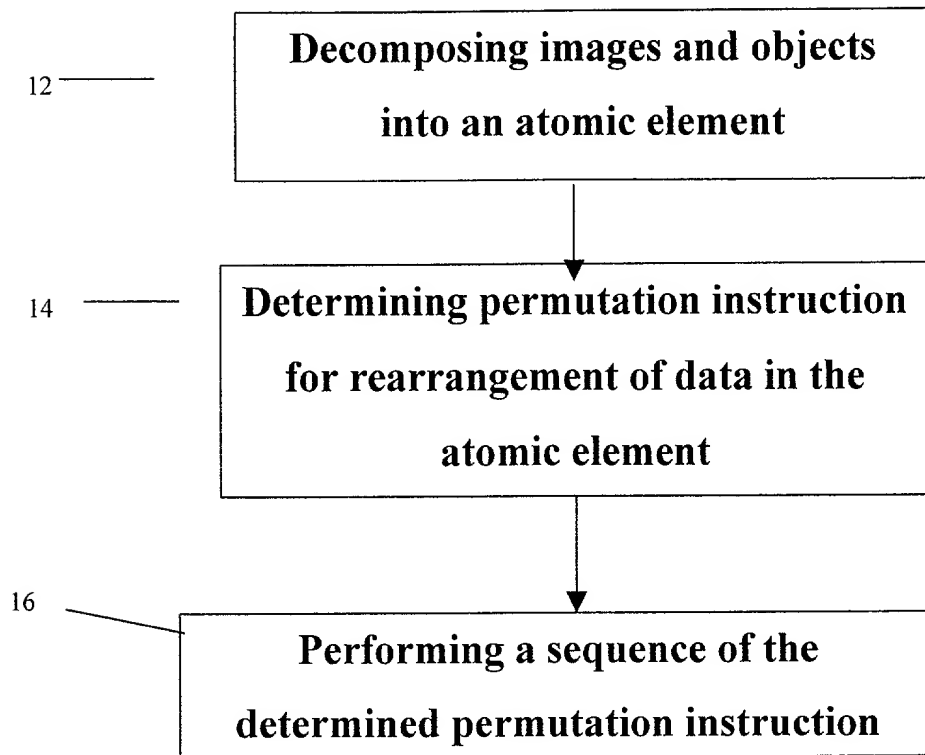 Decomposing images and objects
12
into an atomic element
14
Determining permutation instruction
for rearrangement of data in the
atomic element
16
Performing a sequence of the
determined permutation instruction